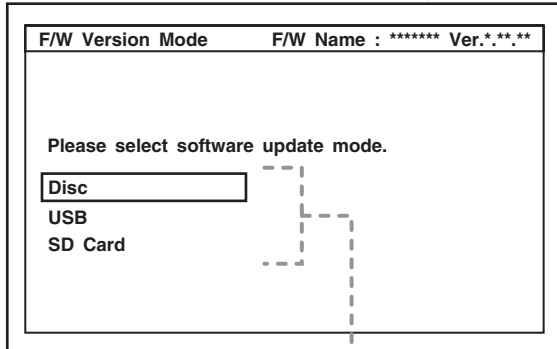 F/W Version Mode F/W Name : ******* Ver.*.**.**
Please select software update mode.
Disc
USB
SD Card